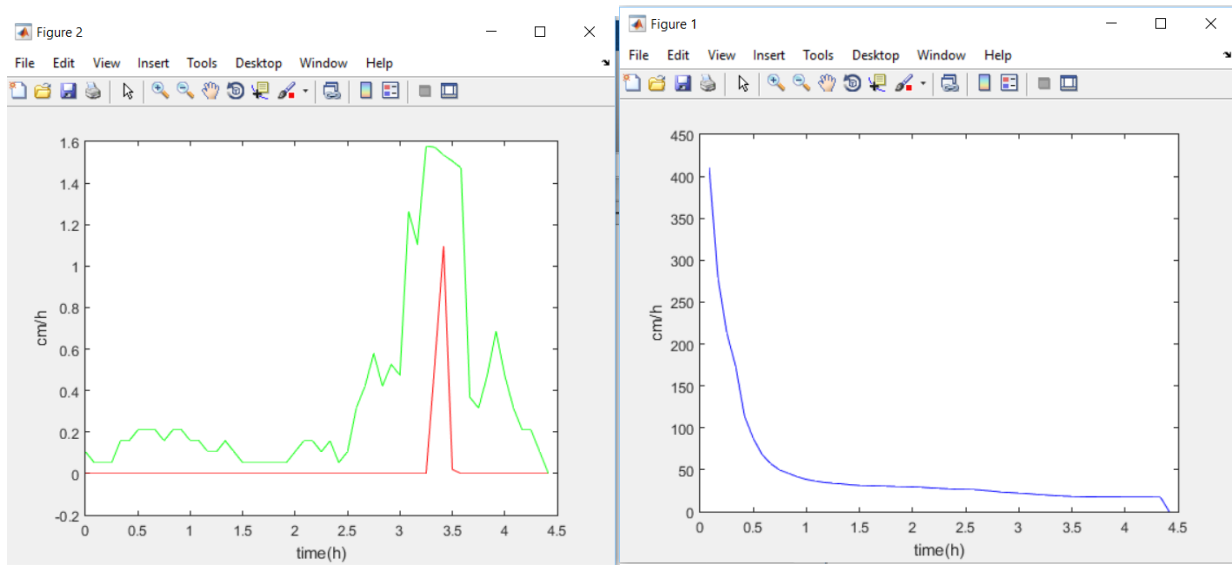 Figure 2
File Edit View Insert Tools Desktop Window Help
1.6
1.4
1.2
1
0.8
0.6
0.4
0.2
0
-0.2
cm/h
0 0.5 1 1.5 2 2.5 3 3.5 4 4.5
time(h)
Figure 1
File Edit View Insert Tools Desktop Window Help
450
400
350
300
250
200
150
100
50
0
cm/h
0 0.5 1 1.5 2 2.5 3 3.5 4 4.5
time(h)